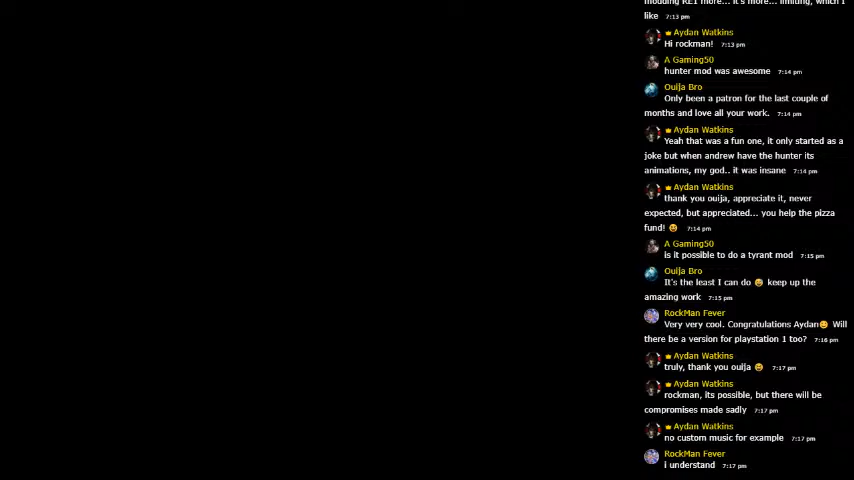 modding RE1 more... it's more... limiting, which I
like 7:13 pm
Aydan Watkins
Hi rockman! 7:13 pm
A Gaming50
hunter mod was awesome 7:14 pm
Ouija Bro
Only been a patron for the last couple of
months and love all your work. 7:14 pm
Aydan Watkins
Yeah that was a fun one, it only started as a
joke but when andrew have the hunter its
animations, my god.. it was insane 7:14 pm
Aydan Watkins
thank you ouija, appreciate it, never
expected, but appreciated... you help the pizza
fund! 😆 7:14 pm
A Gaming50
is it possible to do a tyrant mod 7:15 pm
Ouija Bro
It's the least I can do 😅 keep up the
amazing work 7:15 pm
RockMan Fever
Very very cool. Congratulations Aydan😃 Will
there be a version for playstation 1 too? 7:16 pm
Aydan Watkins
truly, thank you ouija 😆 7:17 pm
Aydan Watkins
rockman, its possible, but there will be
compromises made sadly 7:17 pm
Aydan Watkins
no custom music for example 7:17 pm
RockMan Fever
i understand 7:17 pm